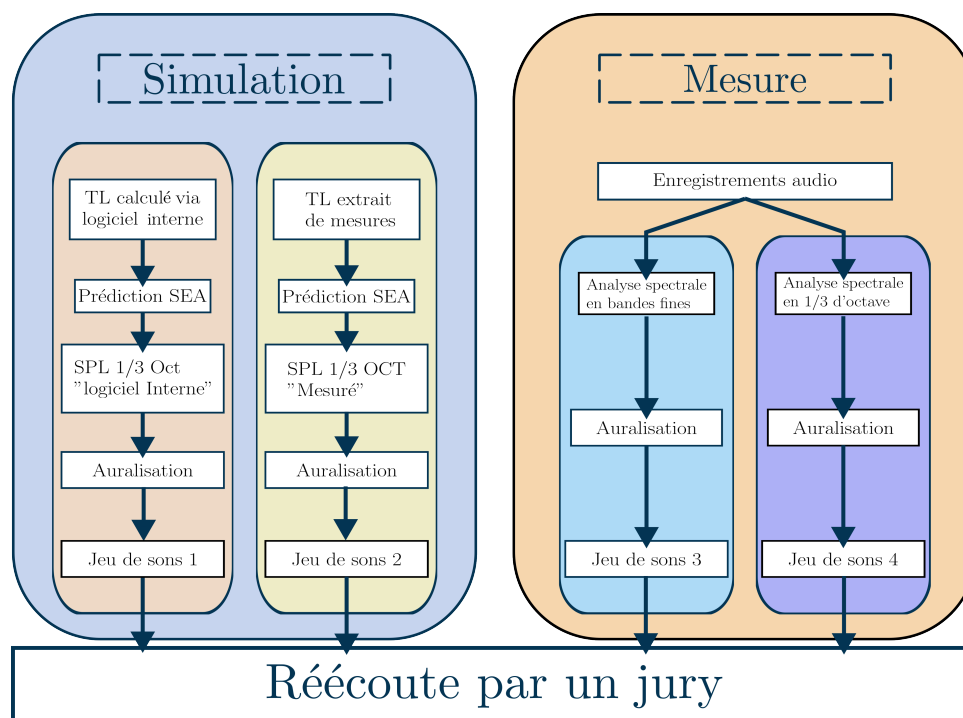 Simulation
TL calculé via
logiciel interne
Prédiction SEA
SPL 1/3 Oct
"logiciel Interne"
Auralisation
Jeu de sons 1
TL extrait
de mesures
Prédiction SEA
SPL 1/3 OCT
"Mesuré"
Auralisation
Jeu de sons 2
Mesure
Enregistrements audio
Analyse spectrale
en bandes fines
Auralisation
Jeu de sons 3
Analyse spectrale
en 1/3 d'octave
Auralisation
Jeu de sons 4
Réécoute par un jury